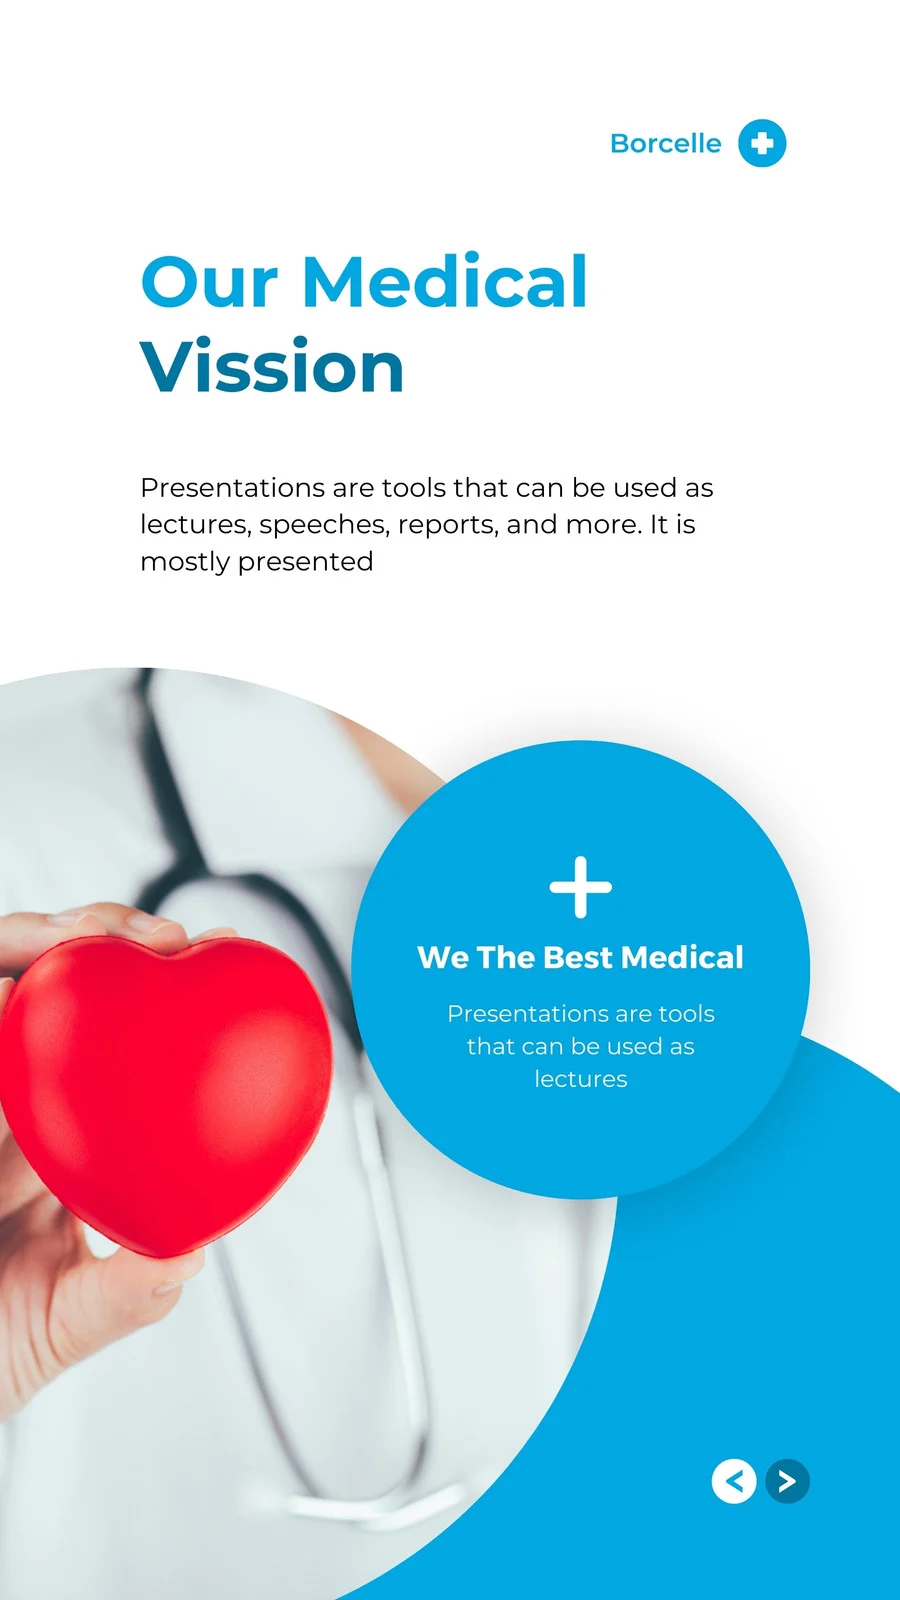 Borcelle
Our Medical
Vission
Presentations are tools that can be used as
lectures, speeches, reports, and more. It is
mostly presented
We The Best Medical
Presentations are tools
that can be used as
lectures